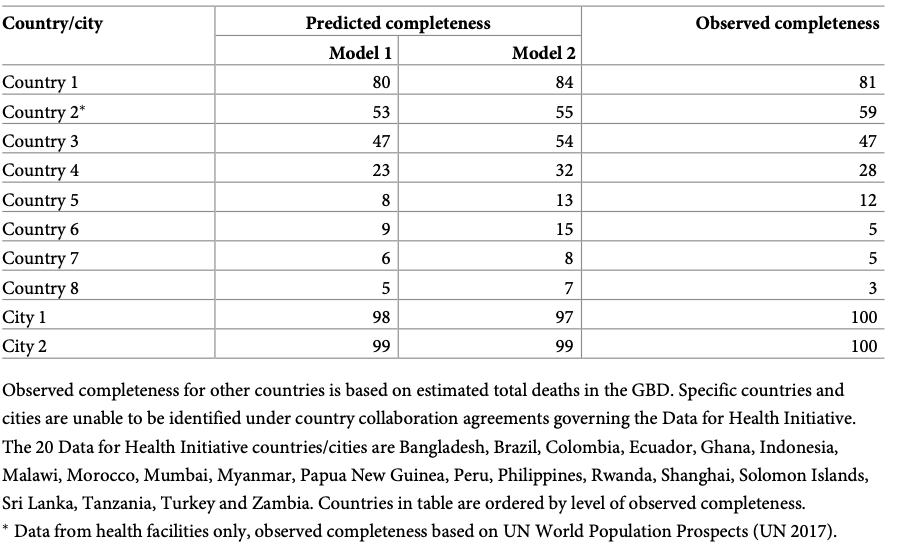 Country/city Predicted completeness Observed completeness
Model 1 Model 2
Country 1 80 84 81
Country 2* 53 55 59
Country 3 47 54 47
Country 4 23 32 28
Country 5 8 13 12
Country 6 9 15 5
Country 7 6 8 5
Country 8 5 7 3
City 1 98 97 100
City 2 99 99 100
Observed completeness for other countries is based on estimated total deaths in the GBD. Specific countries and
cities are unable to be identified under country collaboration agreements governing the Data for Health Initiative.
The 20 Data for Health Initiative countries/cities are Bangladesh, Brazil, Colombia, Ecuador, Ghana, Indonesia,
Malawi, Morocco, Mumbai, Myanmar, Papua New Guinea, Peru, Philippines, Rwanda, Shanghai, Solomon Islands,
Sri Lanka, Tanzania, Turkey and Zambia. Countries in table are ordered by level of observed completeness.
* Data from health facilities only, observed completeness based on UN World Population Prospects (UN 2017).